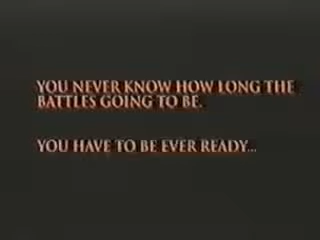 YOU NEVER KNOW HOW LONG THE
BATTLES GOING TO BE.
YOU HAVE TO BE EVER READY...